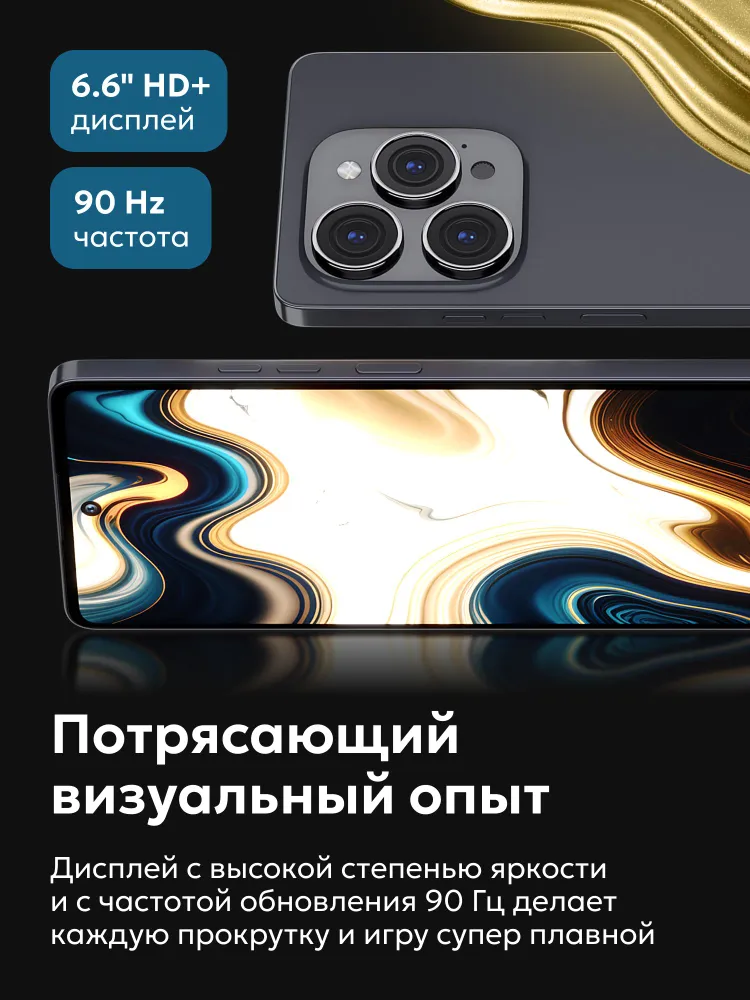 6.6" HD+
дисплей
90 Hz
частота
Потрясающий
визуальный опыт
Дисплей с высокой степенью яркости
и с частотой обновления 90 Гц делает
каждую прокрутку и игру супер плавной